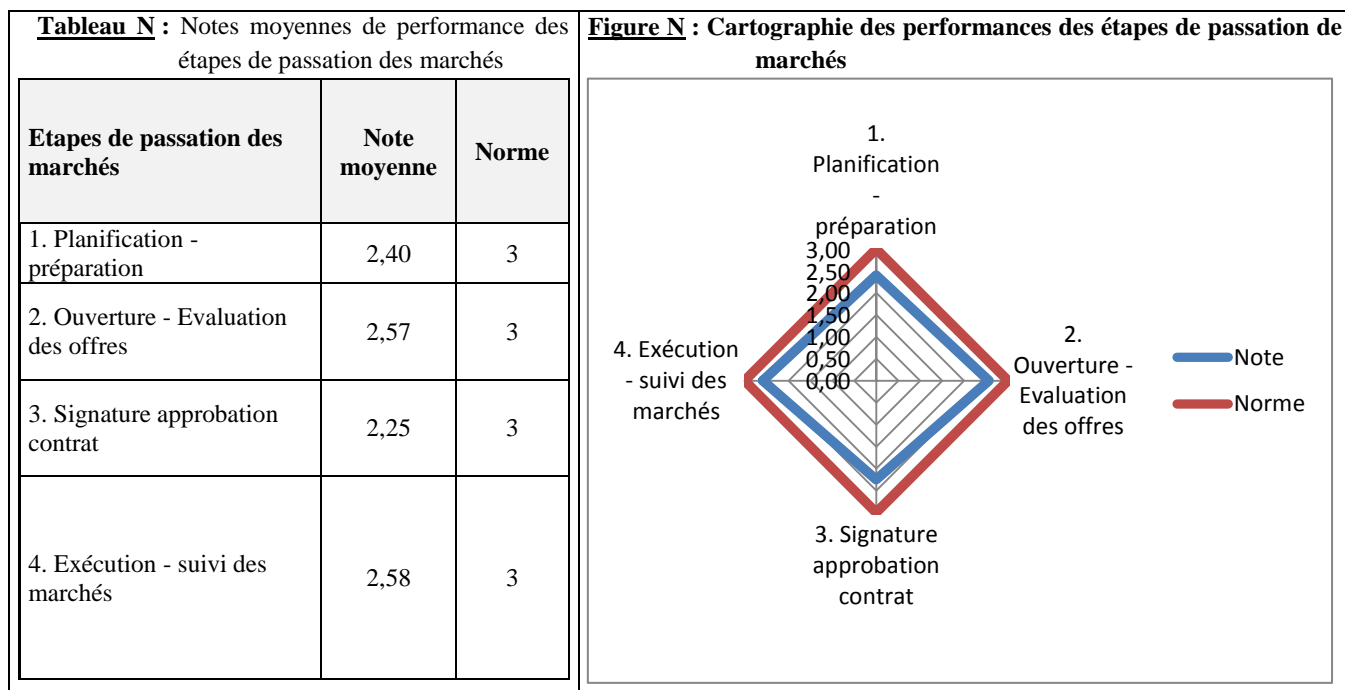 Tableau N : Notes moyennes de performance des
étapes de passation des marchés
Etapes de passation des
marchés
Note
moyenne
Norme
1. Planification -
préparation
2,40
3
2. Ouverture - Evaluation
des offres
2,57
3
3. Signature approbation
contrat
2,25
3
4. Exécution - suivi des
marchés
2,58
3
Figure N : Cartographie des performances des étapes de passation de
marchés
1.
Planification
-
préparation
3,00
2,50
2,00
1,50
1,00
0,50
0,00
2.
Ouverture -
Evaluation
des offres
3. Signature
approbation
contrat
4. Exécution
- suivi des
marchés
Note
Norme